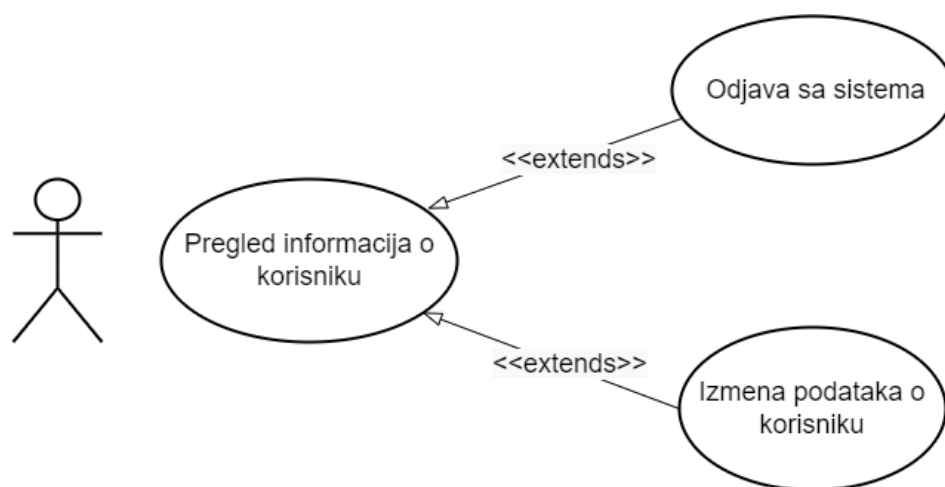 Odjava sa sistema
<<extends>>
Pregled informacija o
korisniku
<<extends>>
Izmena podataka o
korisniku